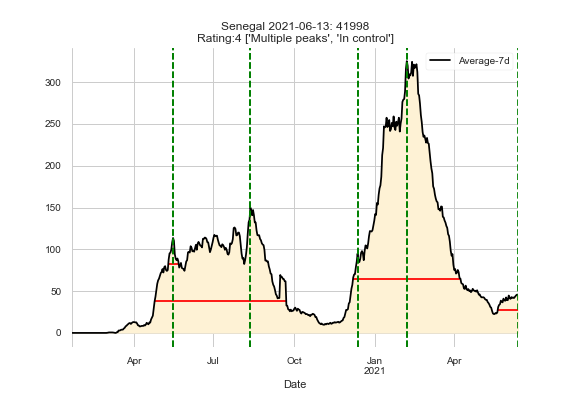 Senegal 2021-06-13: 41998
Rating:4 ['Multiple peaks', 'In control']
Average-7d
300
250
200
150
100
50
0
Apr
Jul
Oct
Jan
2021
Apr
Date